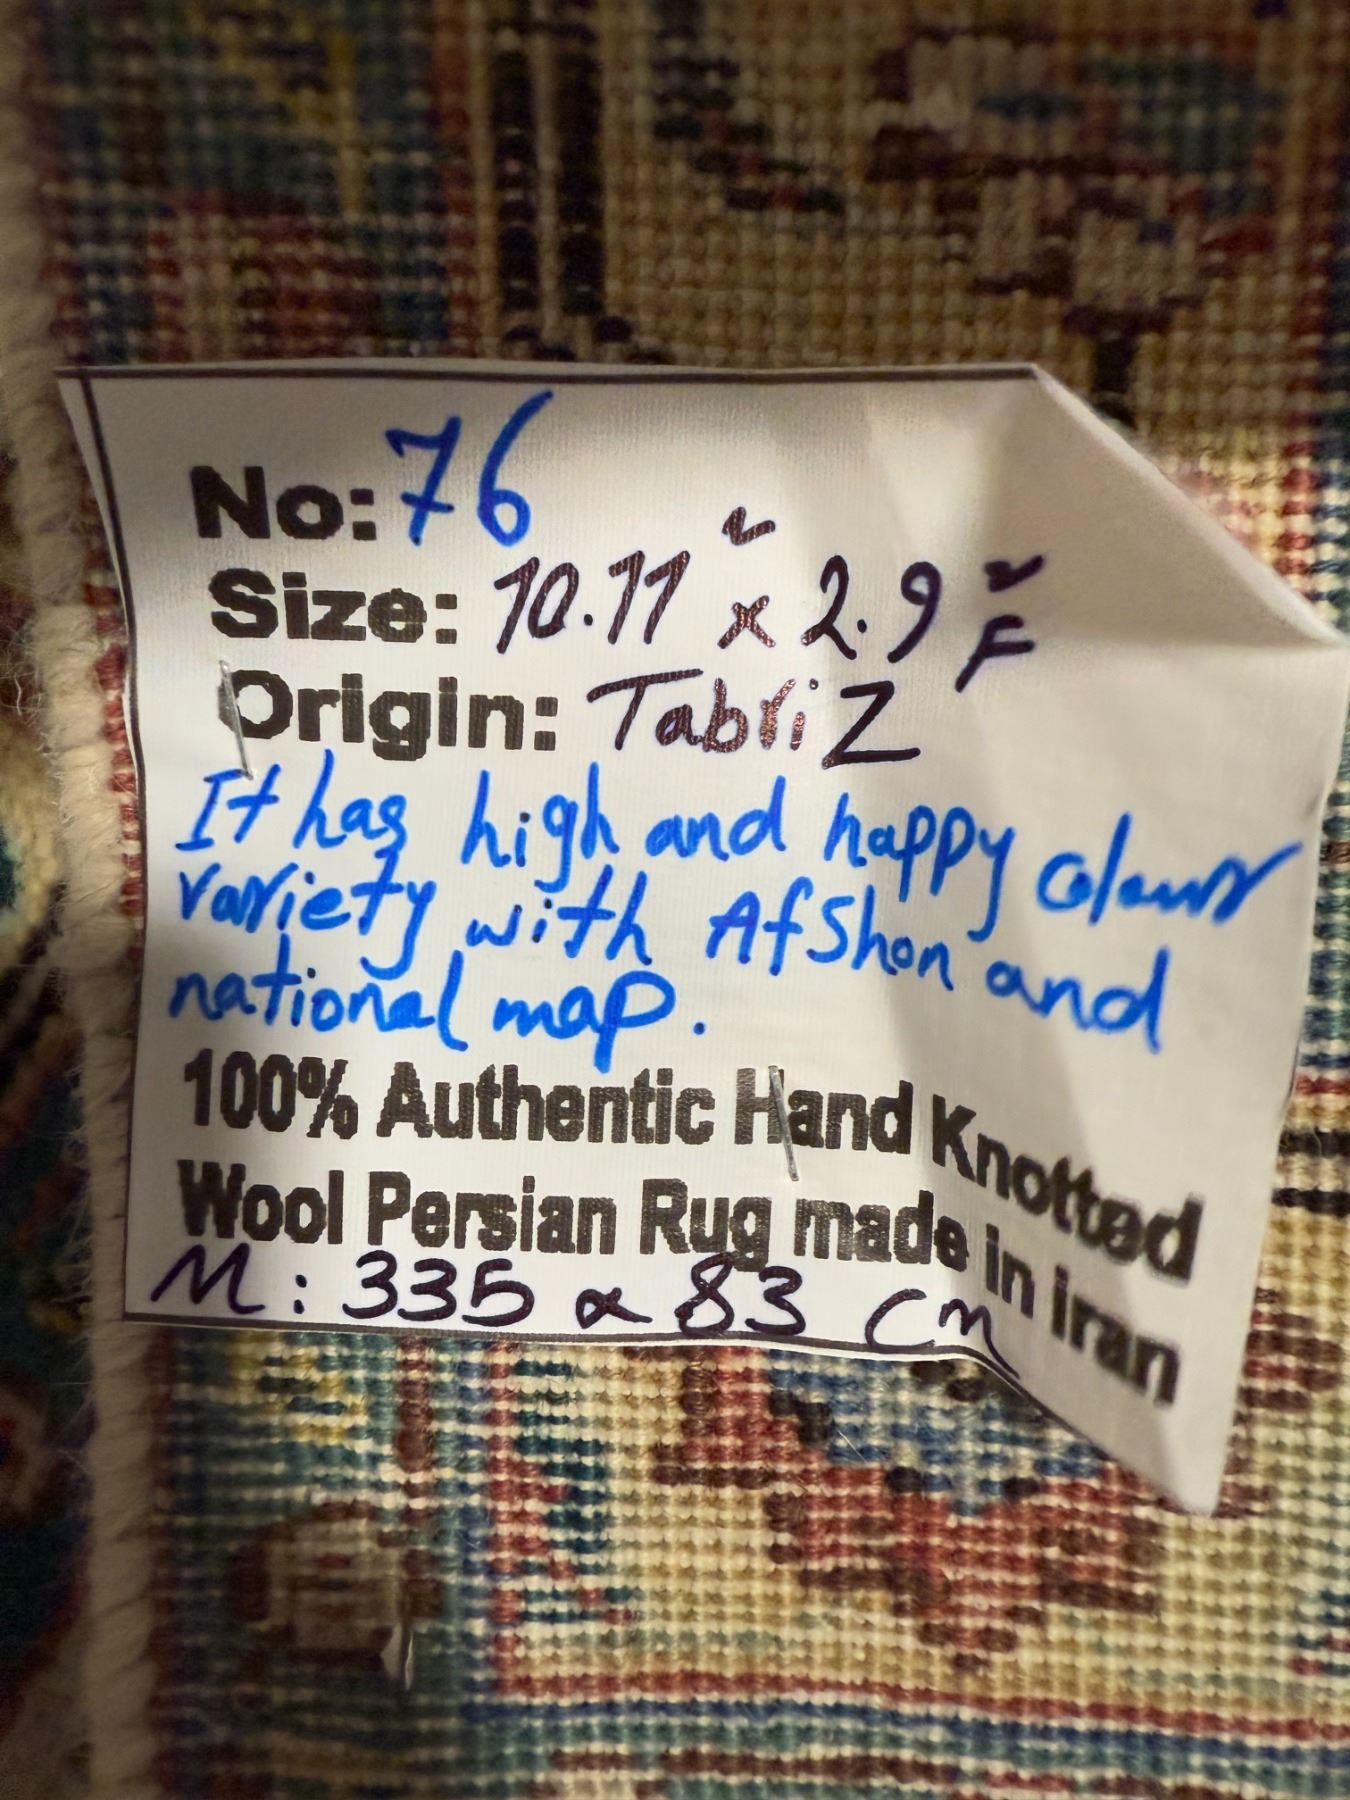 No: 76
Size: 10.11 x 2.9 F
Origin: TabriZ
It has high and happy colour
variety with AfShon and
national map.
100% Authentic Hand Knotted
Wool Persian Rug made in iran
M: 335 x 83 cm